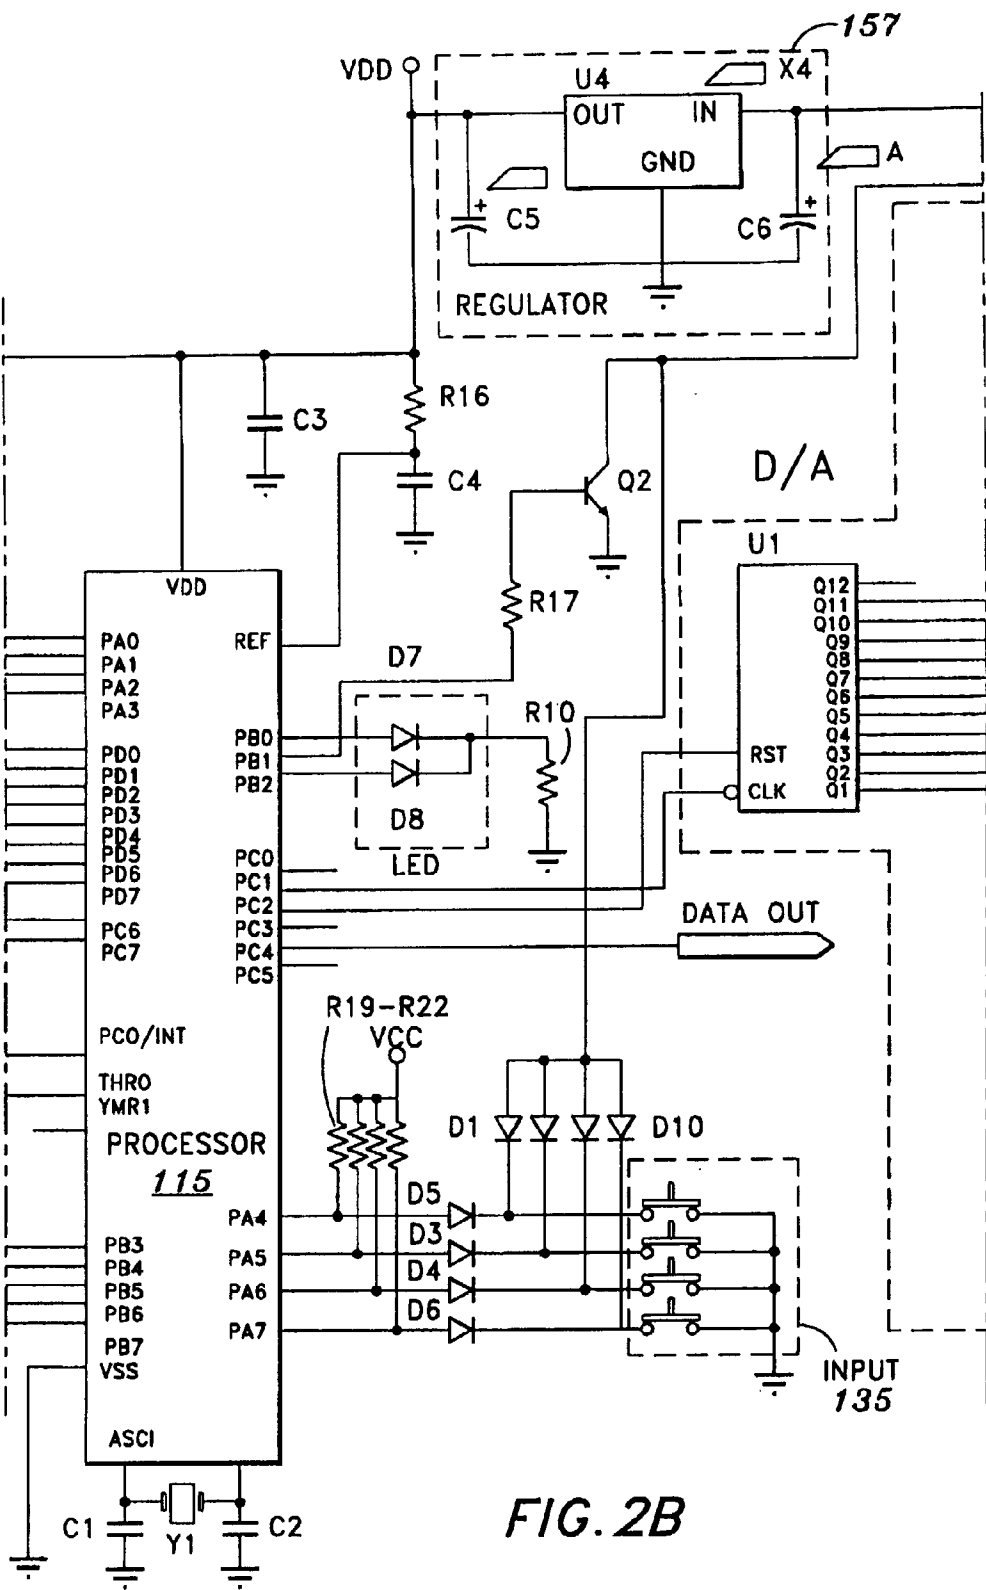 157
VDD
X4
U4
OUT
IN
GND
A
+
C5
+
C6
REGULATOR
R16
C3
C4
Q2
D/A
U1
R17
VDD
PA0
PA1
PA2
PA3
REF
D7
R10
PB0
PB1
PB2
PD0
PD1
PD2
PD3
PD4
PD5
PD6
PD7
D8
LED
Q12
Q11
Q10
Q9
Q8
Q7
Q6
Q5
Q4
Q3
Q2
Q1
RST
CLK
PC0
PC1
PC2
PC3
PC4
PC5
PC6
PC7
DATA OUT
R19-R22
VCC
PCO/INT
THRO
YMR1
PROCESSOR
115
D1
D10
PA4
PA5
PA6
PA7
D5
D3
D4
D6
PB3
PB4
PB5
PB6
PB7
VSS
INPUT
135
ASCI
C1
Y1
C2
FIG. 2B